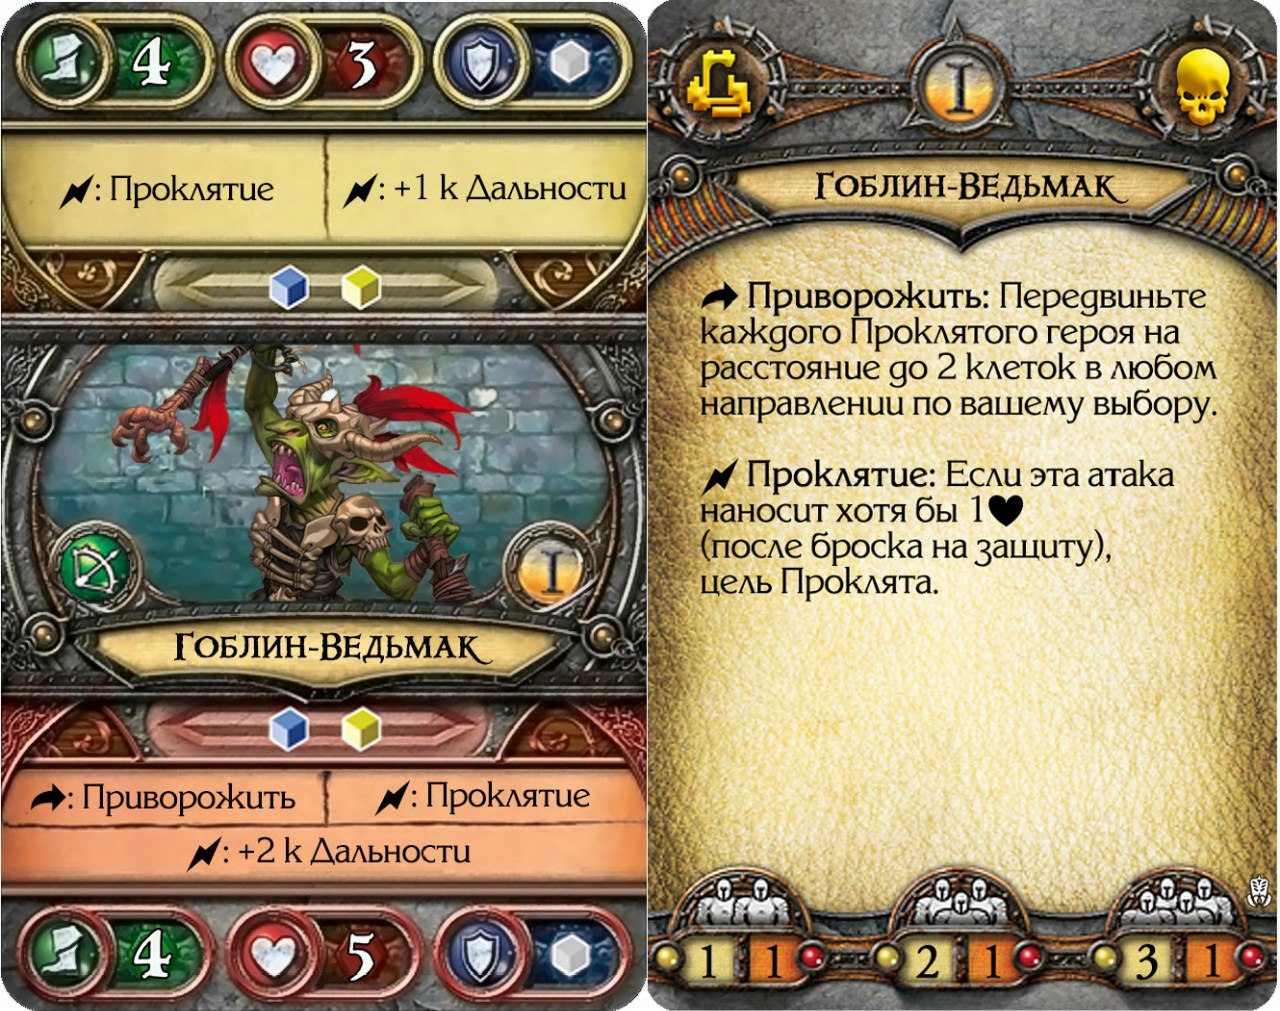 4 3
: Проклятие : +1 к Дальности
I
Гоблин-Ведьмак
: Приворожить : Проклятие
: +2 к Дальности
4 5
I
Гоблин-Ведьмак
Приворожить: Передвиньте
каждого Проклятого героя на
расстояние до 2 клеток в любом
направлении по вашему выбору.
Проклятие: Если эта атака
наносит хотя бы 1
(после броска на защиту),
цель Проклята.
1 1 2 1 3 1